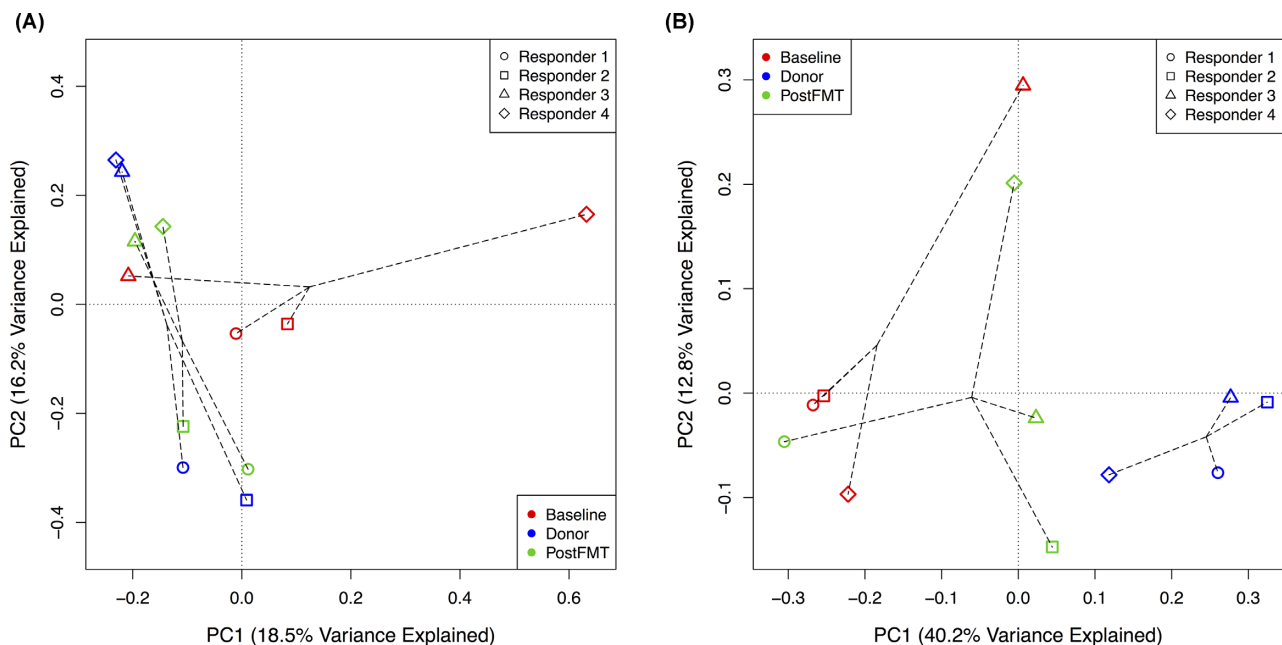 (A)
Responder 1
Responder 2
Responder 3
Responder 4
0.4
0.2
0.0
−0.2
−0.4
PC2 (16.2% Variance Explained)
Baseline
Donor
PostFMT
−0.2
0.0
0.2
0.4
0.6
PC1 (18.5% Variance Explained)
(B)
Baseline
Donor
PostFMT
Responder 1
Responder 2
Responder 3
Responder 4
0.3
0.2
0.1
0.0
−0.1
PC2 (12.8% Variance Explained)
−0.3
−0.2
−0.1
0.0
0.1
0.2
0.3
PC1 (40.2% Variance Explained)